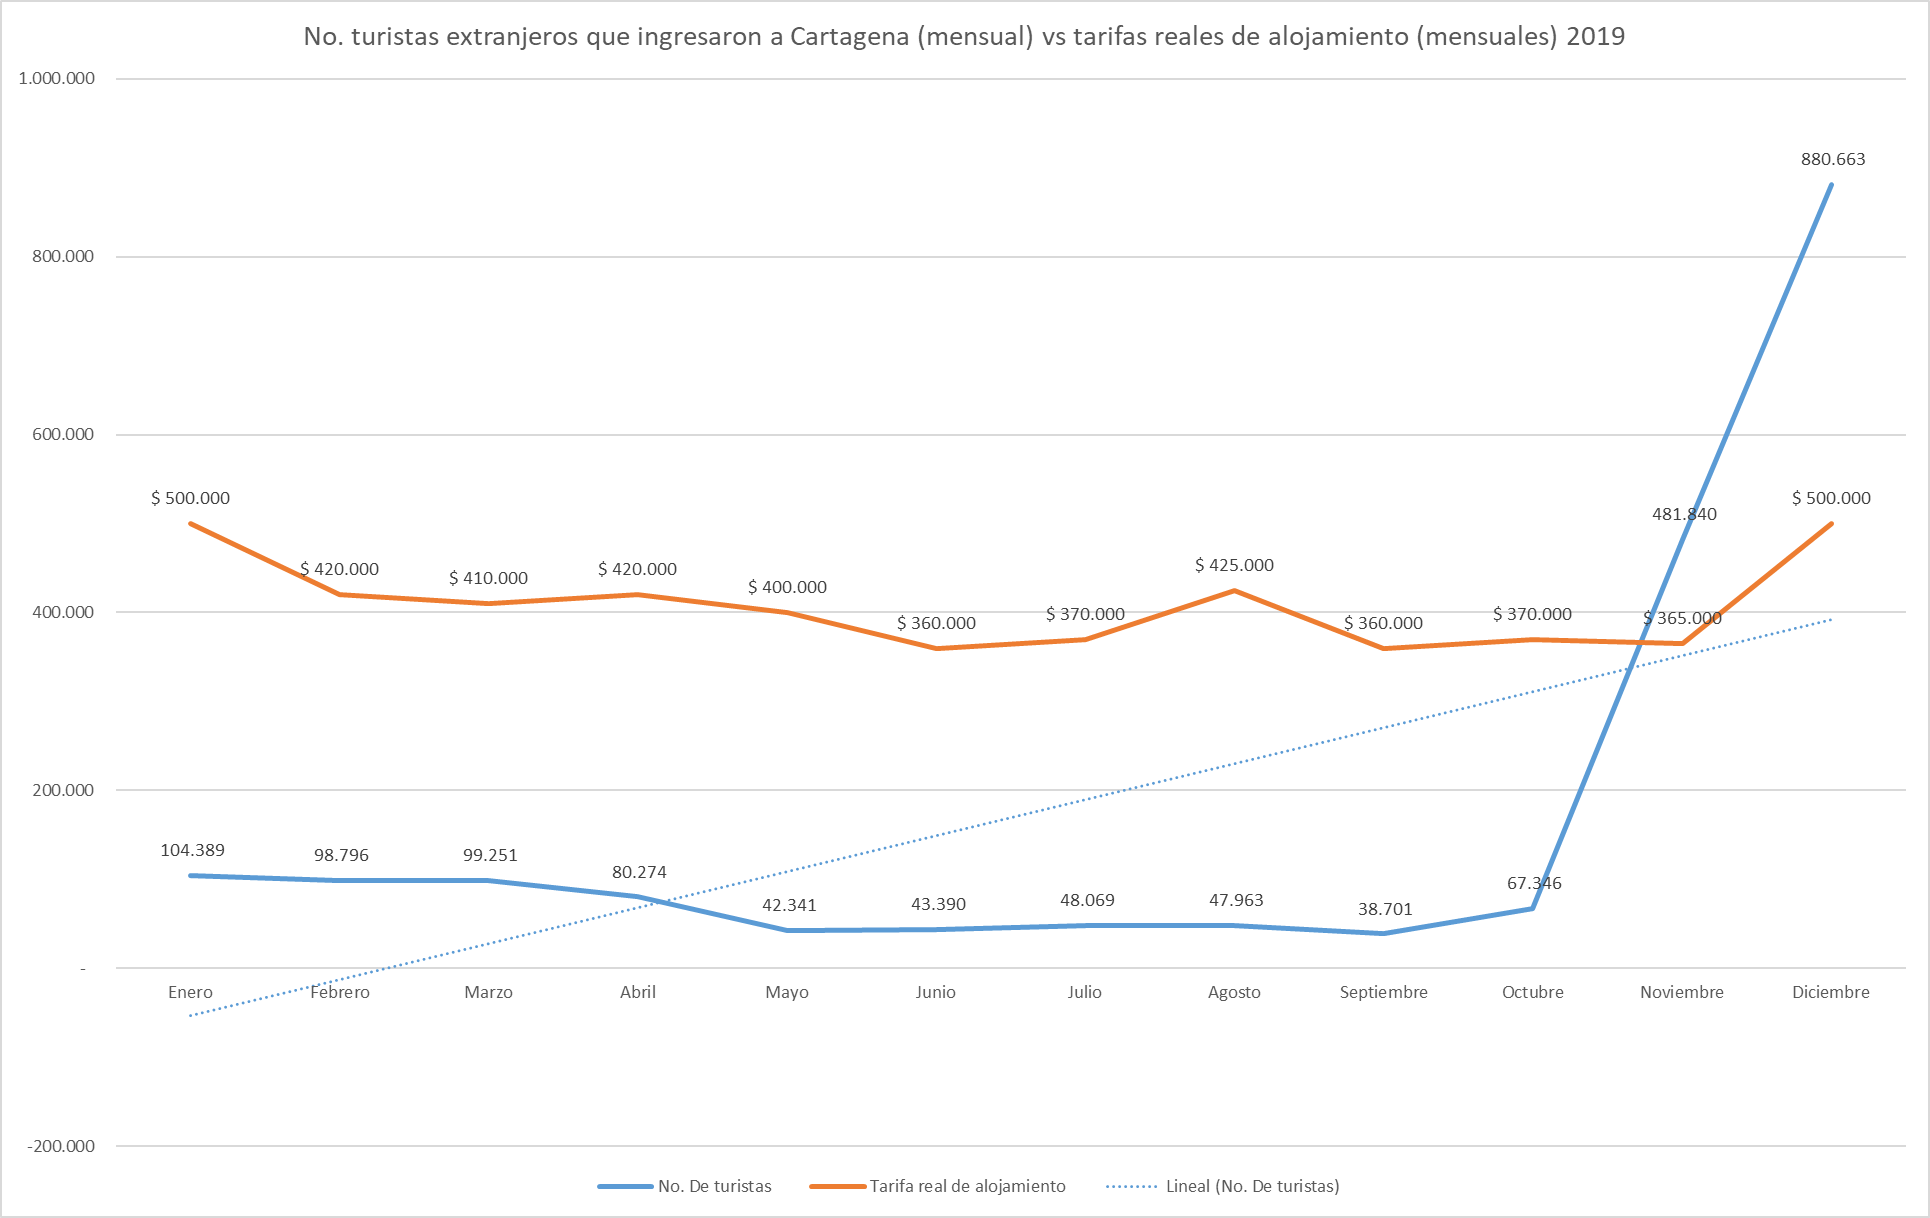 No. turistas extranjeros que ingresaron a Cartagena (mensual) vs tarifas reales de alojamiento (mensuales) 2019
1.000.000
800.000
600.000
400.000
200.000
-
-200.000
880.663
481.840
$ 500.000
$ 420.000
$ 410.000
$ 420.000
$ 400.000
$ 360.000
$ 370.000
$ 425.000
$ 360.000
$ 370.000
$ 365.000
$ 500.000
104.389
98.796
99.251
80.274
42.341
43.390
48.069
47.963
38.701
67.346
Enero
Febrero
Marzo
Abril
Mayo
Junio
Julio
Agosto
Septiembre
Octubre
Noviembre
Diciembre
No. De turistas
Tarifa real de alojamiento
Lineal (No. De turistas)